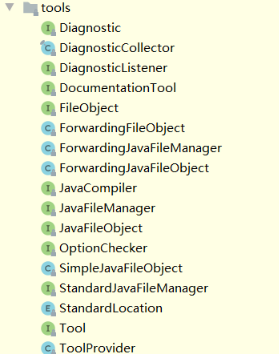 tools
I Diagnostic
C DiagnosticCollector
I DiagnosticListener
I DocumentationTool
I FileObject
C ForwardingFileObject
C ForwardingJavaFileManager
C ForwardingJavaFileObject
I JavaCompiler
I JavaFileManager
I JavaFileObject
I OptionChecker
C SimpleJavaFileObject
I StandardJavaFileManager
E StandardLocation
I Tool
C ToolProvider